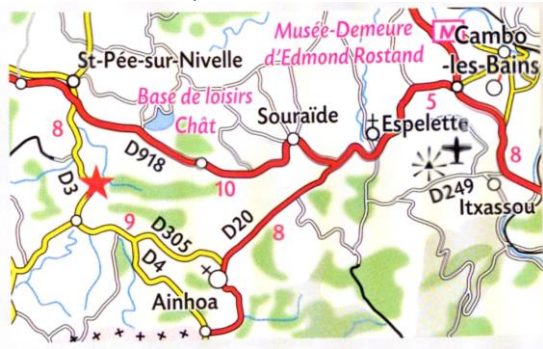 Musée-Demeure
d'Edmond Rostand
M
Cambo
-les-Bains
St-Pée-sur-Nivelle
Base de loisirs
Chât
Souraïde
5
Espelette
8
D918
8
10
D3
D249
Itxassou
9
D305
D20
8
D4
Ainhoa